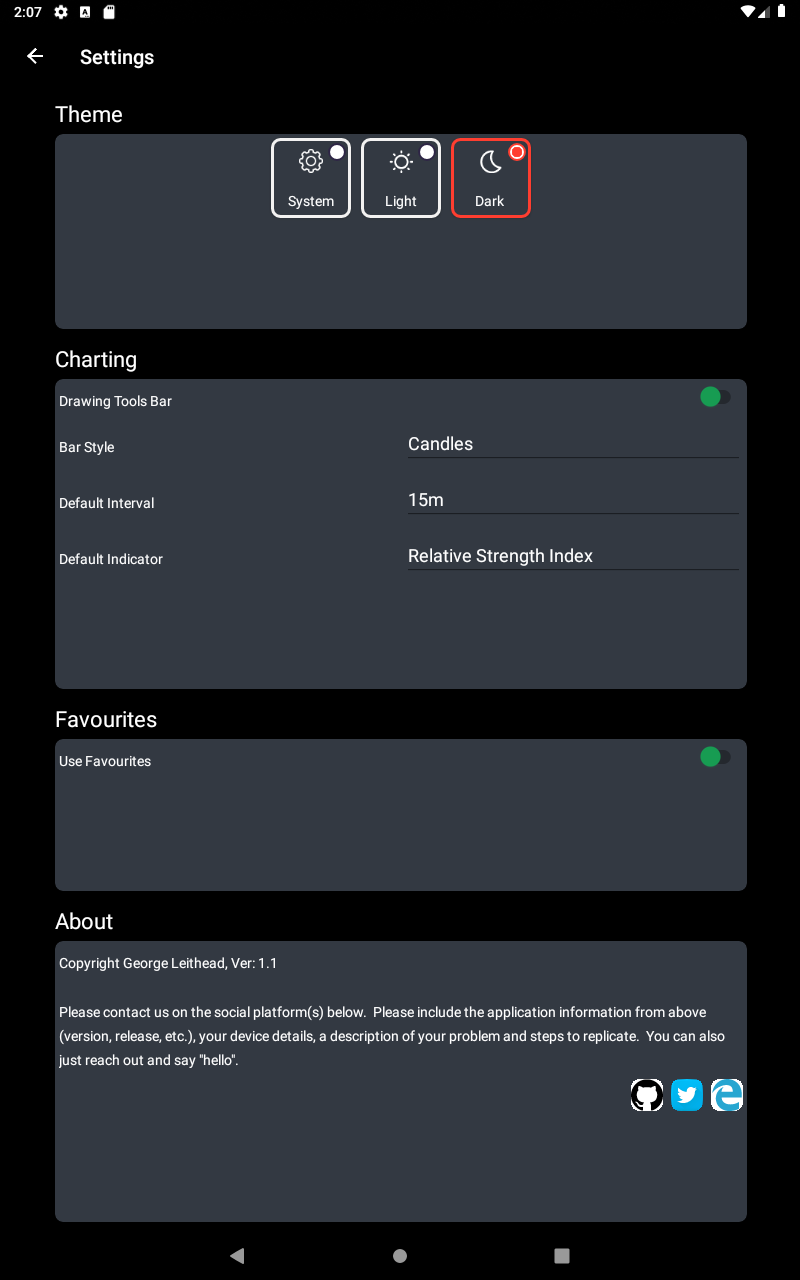 2:07
Settings
Theme
System Light Dark
Charting
Drawing Tools Bar
Bar Style Candles
Default Interval 15m
Default Indicator Relative Strength Index
Favourites
Use Favourites
About
Copyright George Leithead, Ver: 1.1
Please contact us on the social platform(s) below.  Please include the application information from above
(version, release, etc.), your device details, a description of your problem and steps to replicate.  You can also
just reach out and say "hello".